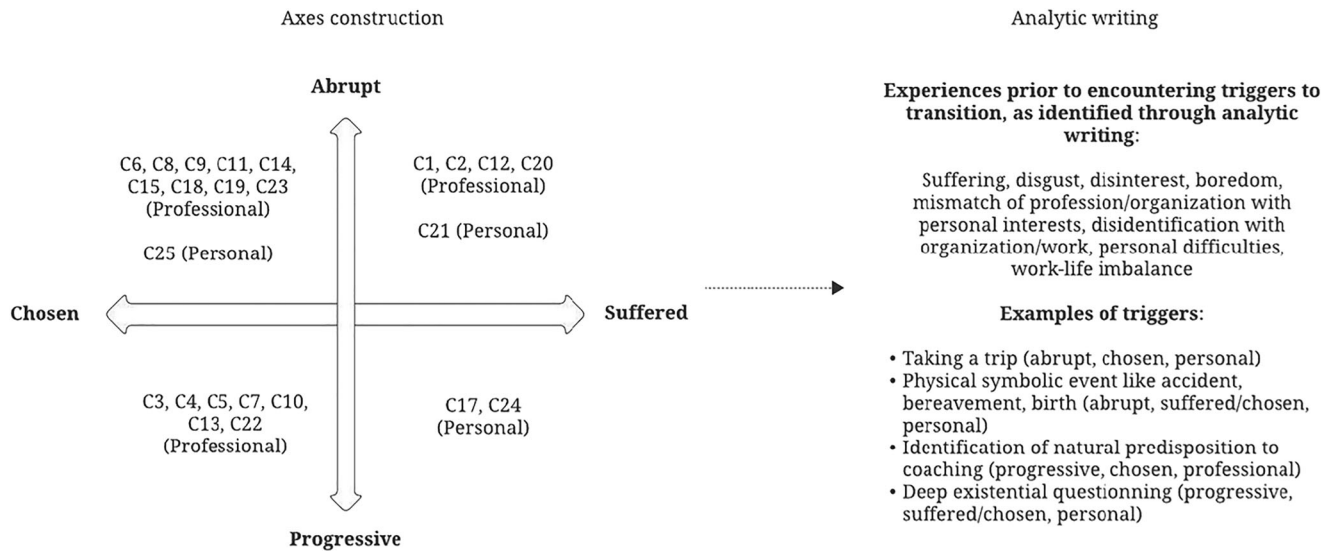 Axes construction
Abrupt
C6, C8, C9, C11, C14,
C15, C18, C19, C23
(Professional)
C25 (Personal)
C1, C2, C12, C20
(Professional)
C21 (Personal)
Chosen
Suffered
C3, C4, C5, C7, C10,
C13, C22
(Professional)
C17, C24
(Personal)
Progressive
Analytic writing
Experiences prior to encountering triggers to
transition, as identified through analytic
writing:
Suffering, disgust, disinterest, boredom,
mismatch of profession/organization with
personal interests, disidentification with
organization/work, personal difficulties,
work-life imbalance
Examples of triggers:
• Taking a trip (abrupt, chosen, personal)
• Physical symbolic event like accident,
bereavement, birth (abrupt, suffered/chosen,
personal)
• Identification of natural predisposition to
coaching (progressive, chosen, professional)
• Deep existential questionning (progressive,
suffered/chosen, personal)